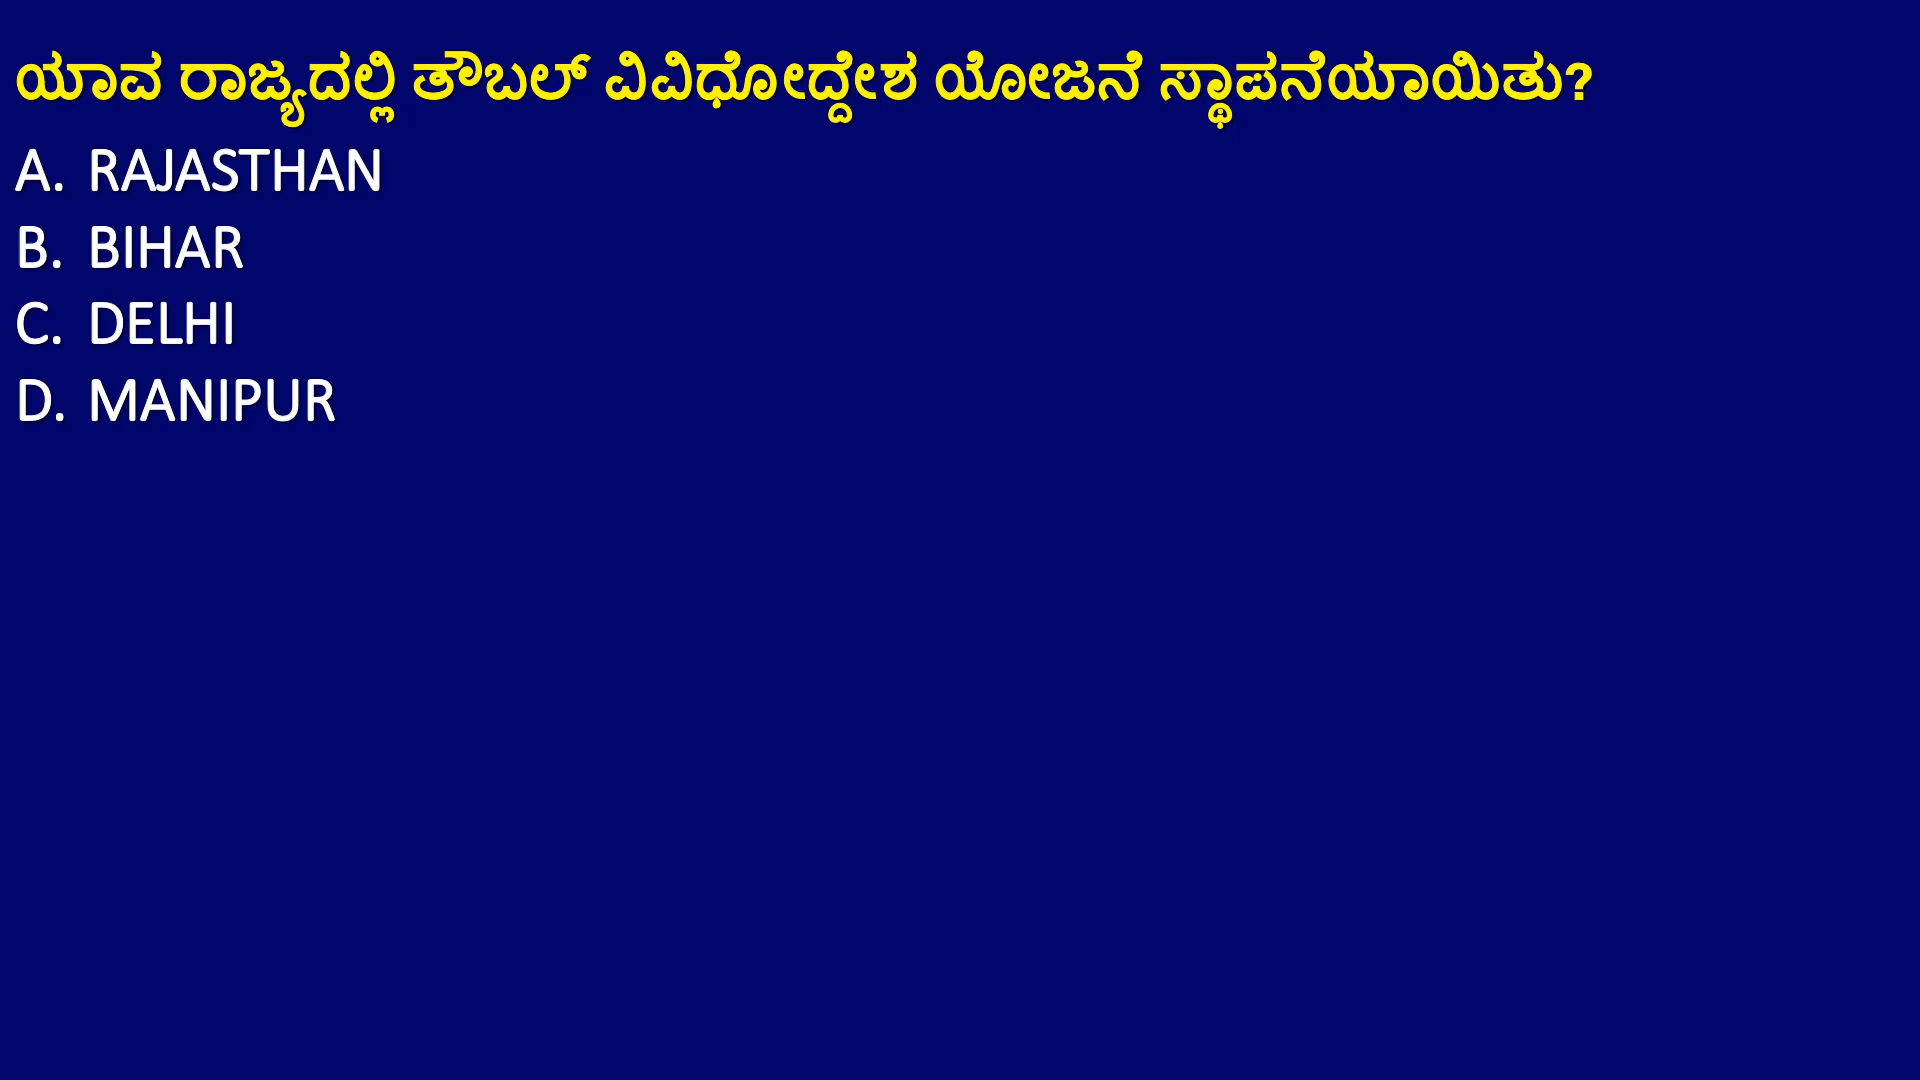 ಯಾವ ರಾಜ್ಯದಲ್ಲಿ ತೌಬಲ್ ವಿವಿಧೋದ್ದೇಶ ಯೋಜನೆ ಸ್ಥಾಪನೆಯಾಯಿತು?
A. RAJASTHAN
B. BIHAR
C. DELHI
D. MANIPUR